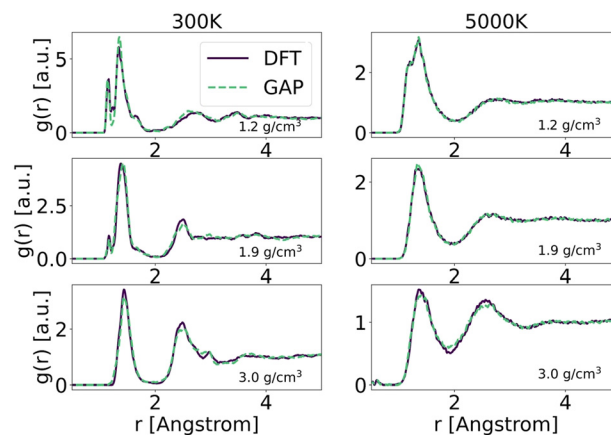 300K
5000K
g(r) [a.u.]
5
0
DFT
GAP
1.2 g/cm³
2
4
2
0
1.2 g/cm³
2
4
g(r) [a.u.]
2.5
0.0
1.9 g/cm³
2
4
2
0
1.9 g/cm³
2
4
g(r) [a.u.]
2
0
3.0 g/cm³
2
4
r [Angstrom]
1
0
3.0 g/cm³
2
4
r [Angstrom]